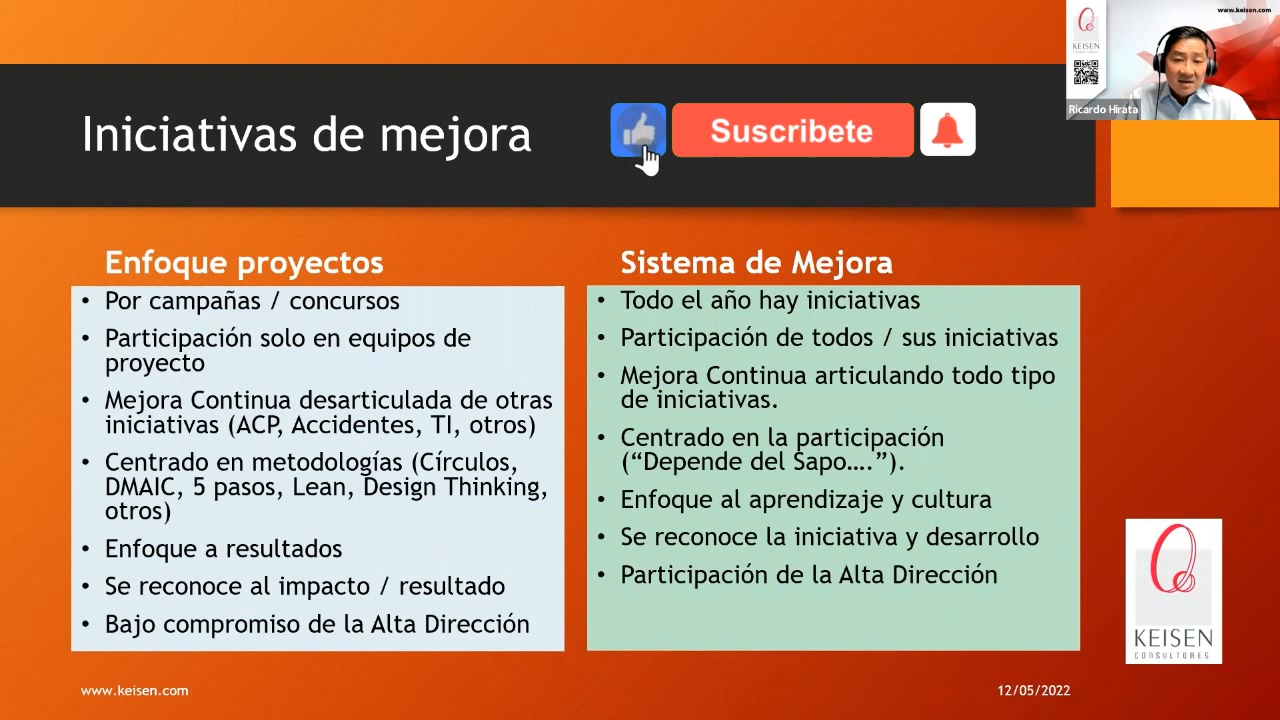 www.keisen.com
KEISEN
Ricardo Hirata
Iniciativas de mejora
Suscribete
Enfoque proyectos
• Por campañas / concursos
• Participación solo en equipos de
proyecto
• Mejora Continua desarticulada de otras
iniciativas (ACP, Accidentes, TI, otros)
• Centrado en metodologías (Círculos,
DMAIC, 5 pasos, Lean, Design Thinking,
otros)
• Enfoque a resultados
• Se reconoce al impacto / resultado
• Bajo compromiso de la Alta Dirección
Sistema de Mejora
• Todo el año hay iniciativas
• Participación de todos / sus iniciativas
• Mejora Continua articulando todo tipo
de iniciativas.
• Centrado en la participación
(“Depende del Sapo….”).
• Enfoque al aprendizaje y cultura
• Se reconoce la iniciativa y desarrollo
• Participación de la Alta Dirección
KEISEN
CONSULTORES
www.keisen.com
12/05/2022